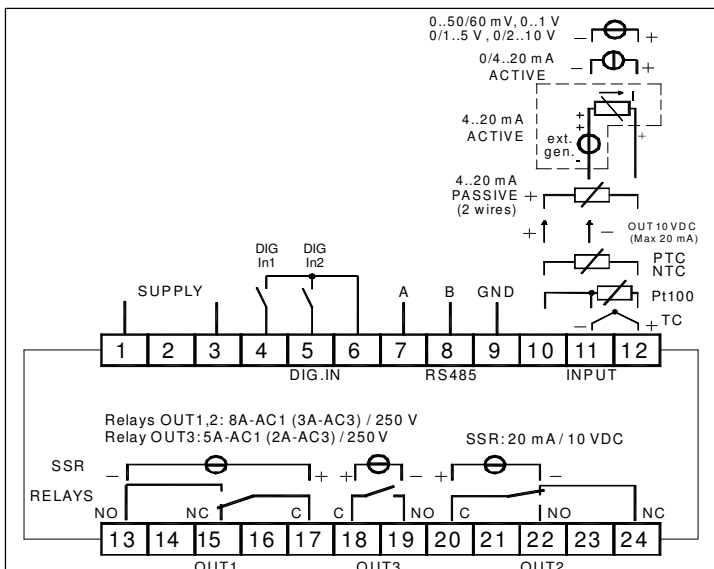 0..50/60 mV, 0..1 V
0/1..5 V, 0/2..10 V
- +
0/4..20 mA
ACTIVE
- +
4..20 mA
ACTIVE
I
+
+
ext.
gen.
-
+
4..20 mA
PASSIVE
(2 wires)
+
+ -
OUT 10 VDC
(Max 20 mA)
PTC
NTC
Pt100
- + TC
DIG
In1
DIG
In2
SUPPLY
A B GND
1 2 3 4 5 6 7 8 9 10 11 12
DIG.IN RS485 INPUT
Relays OUT1,2: 8A-AC1 (3A-AC3) / 250 V
Relay OUT3: 5A-AC1 (2A-AC3) / 250 V
SSR: 20 mA / 10 VDC
SSR - + + - + -
RELAYS
NO NC C C NO C NO NC
13 14 15 16 17 18 19 20 21 22 23 24
OUT1 OUT3 OUT2